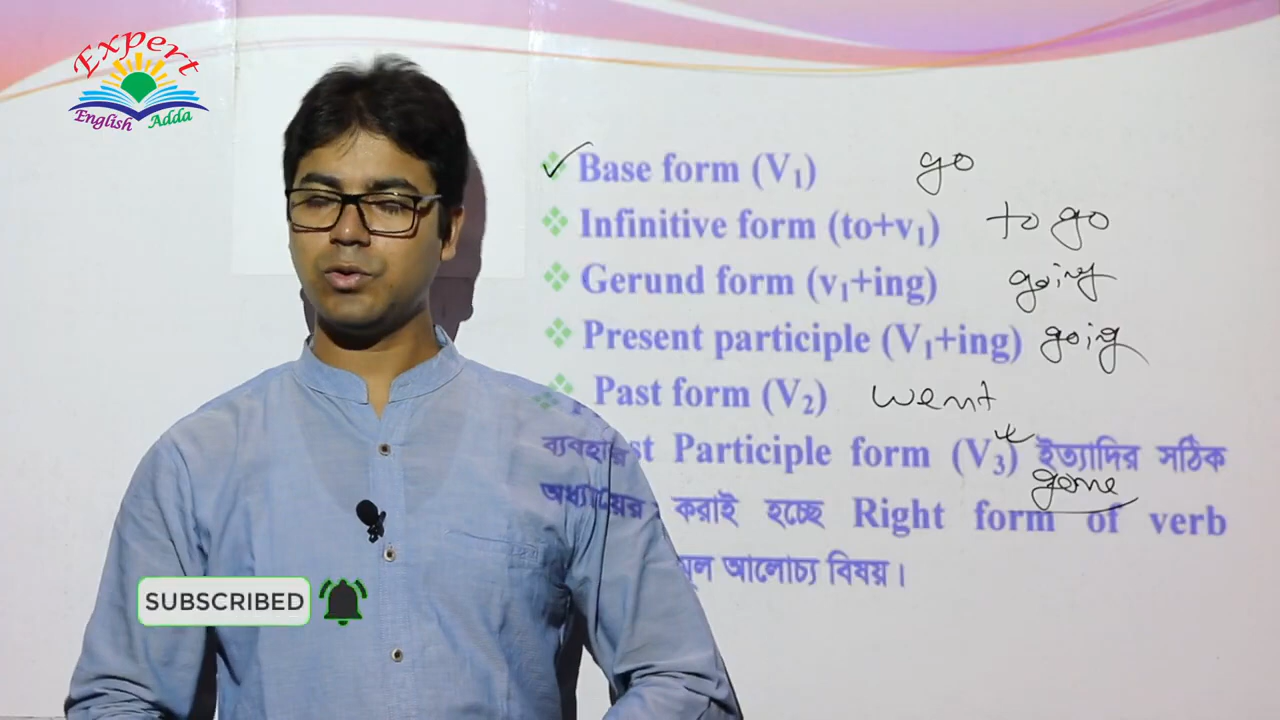 Expert
English Adda
Base form (V1) go
Infinitive form (to+v1) to go
Gerund form (v1+ing) going
Present participle (V1+ing) going
Past form (V2) went
ব্যবহার st Participle form (V3) ইত্যাদির সঠিক
gone
অধ্যায়ের করাই হচ্ছে Right form of verb
মূল আলোচ্য বিষয়।
SUBSCRIBED